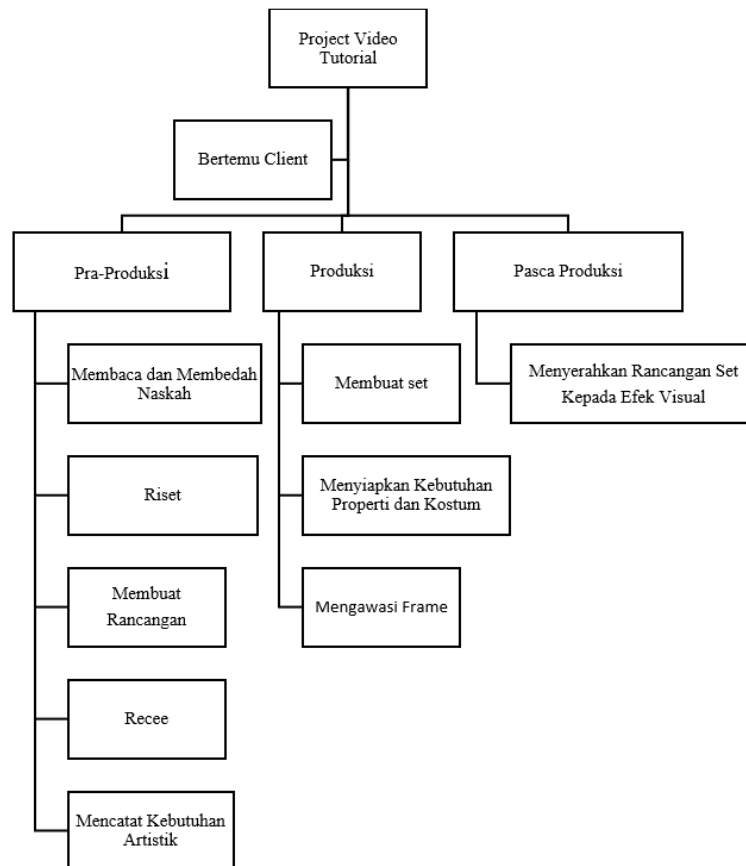 Project Video
Tutorial
Bertemu Client
Pra-Produksi
Produksi
Pasca Produksi
Membaca dan Membedah
Naskah
Riset
Membuat
Rancangan
Recee
Mencatat Kebutuhan
Artistik
Membuat set
Menyiapkan Kebutuhan
Properti dan Kostum
Mengawasi Frame
Menyerahkan Rancangan Set
Kepada Efek Visual